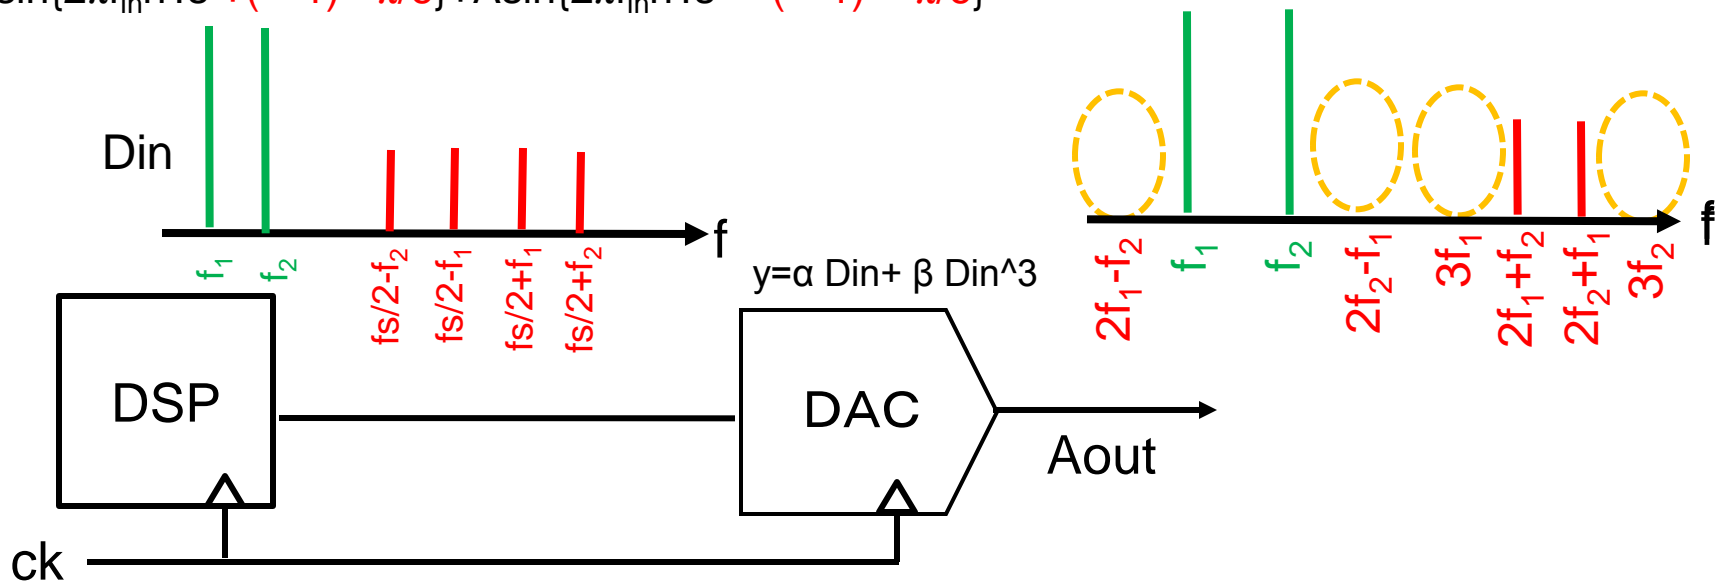 Din
f₁
f₂
fs/2-f₂
fs/2-f₁
fs/2+f₁
fs/2+f₂
f
2f₁-f₂
f₁
f₂
2f₂-f₁
3f₁
2f₁+f₂
2f₂+f₁
3f₂
f
y=α Din+ β Din^3
DSP
DAC
Aout
ck